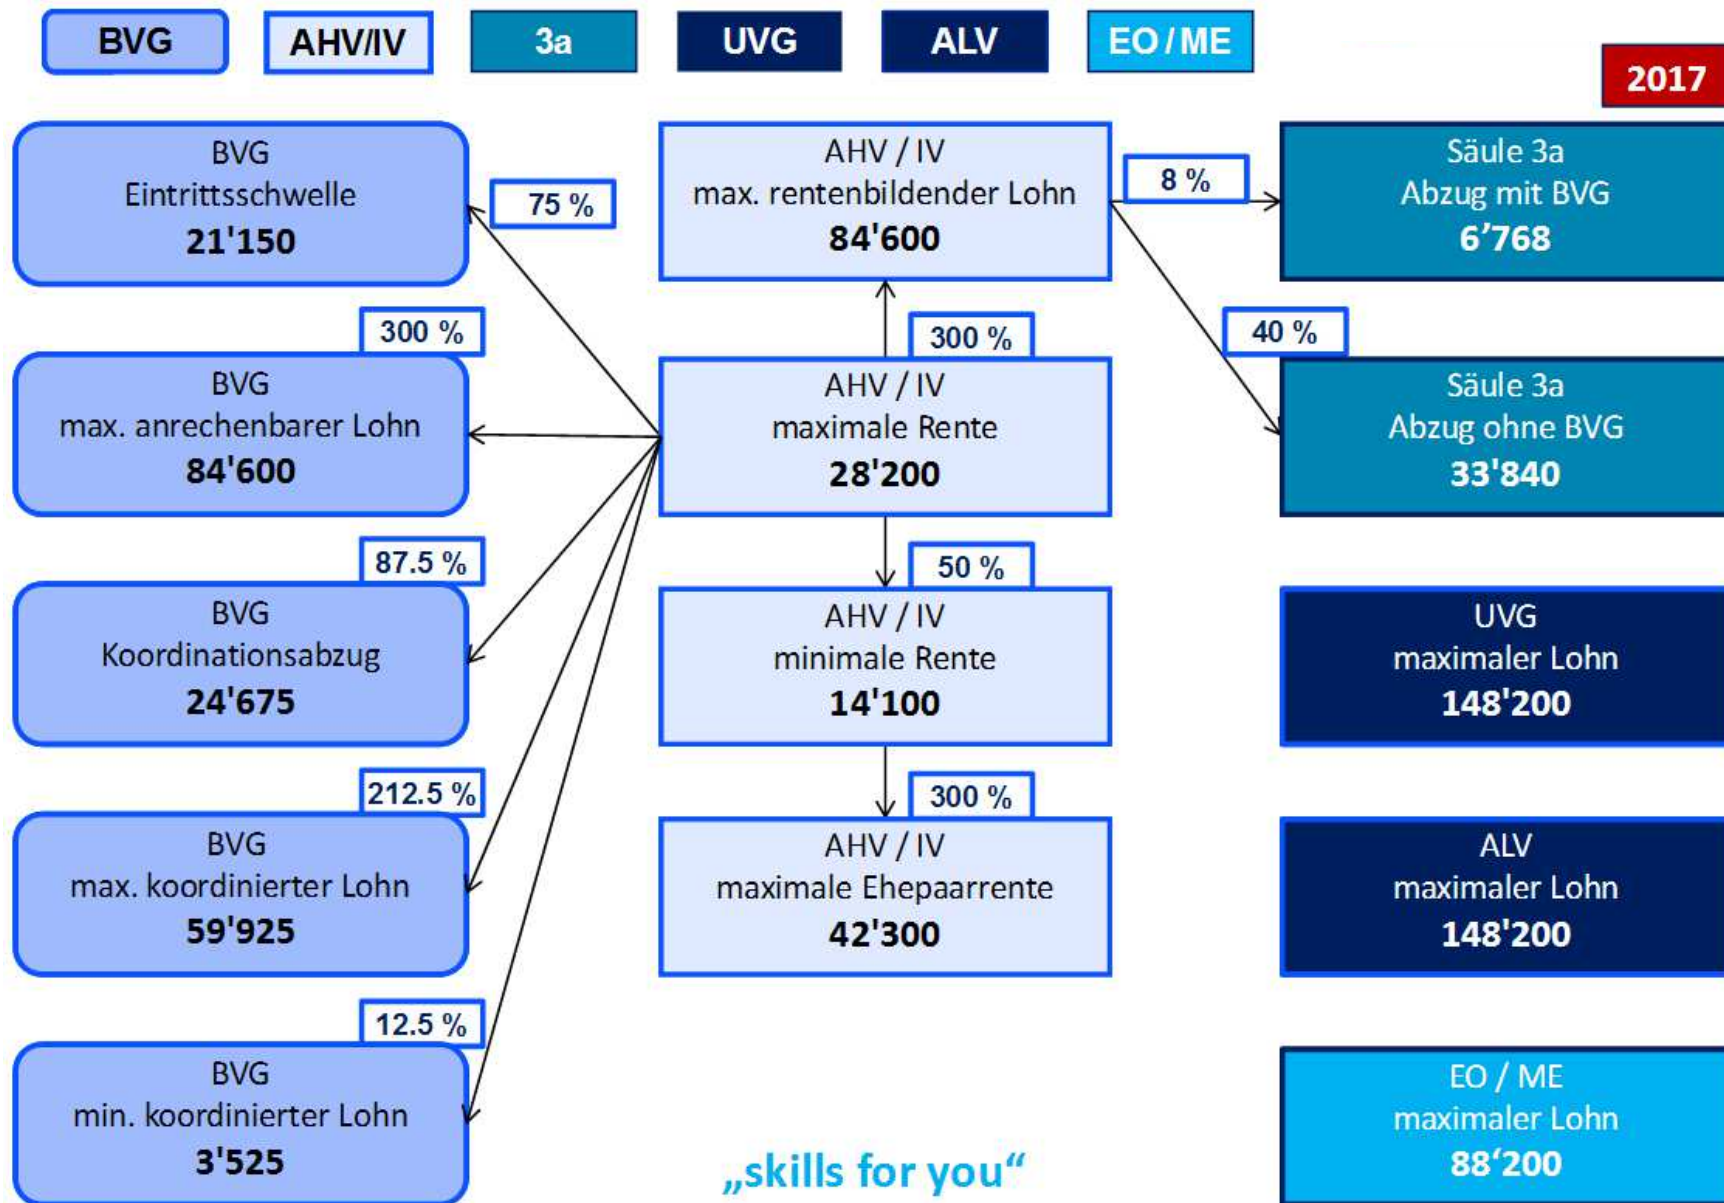 BVG
AHV/IV
3a
UVG
ALV
EO / ME
2017
BVG
Eintrittsschwelle
21'150
75 %
AHV / IV
max. rentenbildender Lohn
84'600
8 %
Säule 3a
Abzug mit BVG
6’768
300 %
BVG
max. anrechenbarer Lohn
84'600
300 %
AHV / IV
maximale Rente
28'200
40 %
Säule 3a
Abzug ohne BVG
33'840
87.5 %
BVG
Koordinationsabzug
24'675
50 %
AHV / IV
minimale Rente
14'100
UVG
maximaler Lohn
148'200
212.5 %
BVG
max. koordinierter Lohn
59'925
300 %
AHV / IV
maximale Ehepaarrente
42'300
ALV
maximaler Lohn
148'200
12.5 %
BVG
min. koordinierter Lohn
3'525
„skills for you“
EO / ME
maximaler Lohn
88‘200